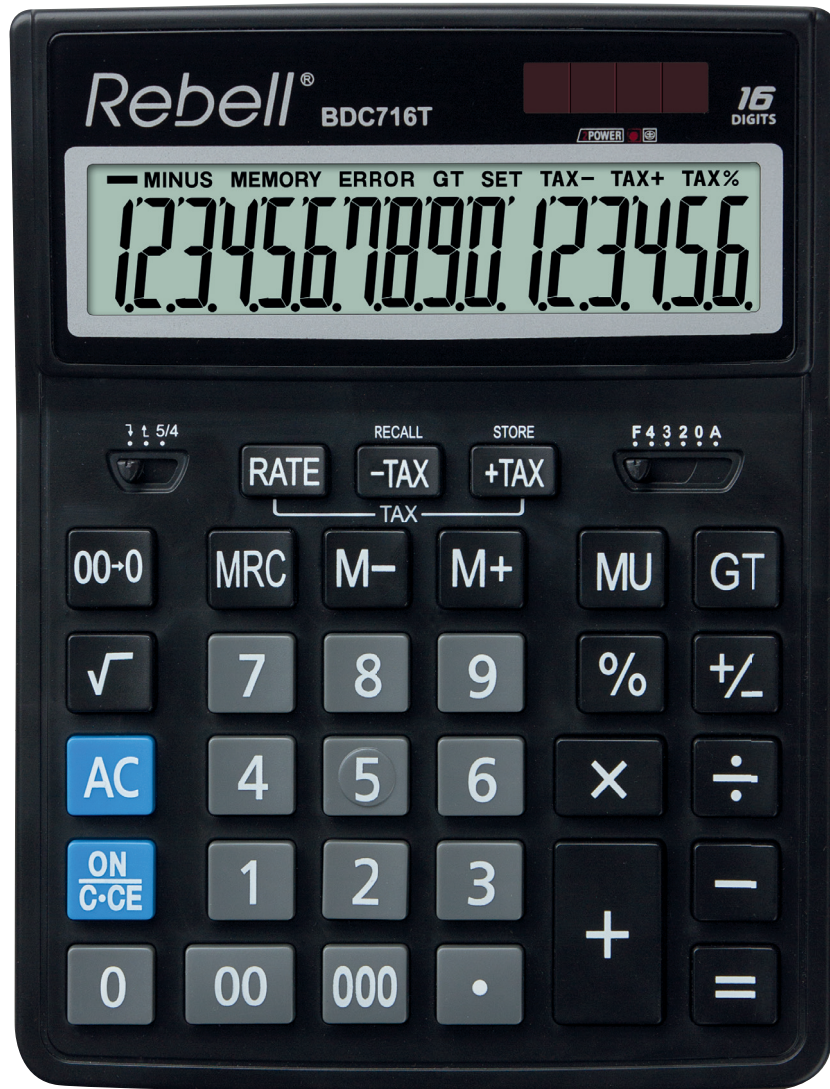 Rebell®
BDC716T
16
DIGITS
2POWER
MINUS MEMORY ERROR GT SET TAX− TAX+ TAX%
1'.2'.3'.4'.5'.6'.7'.8'.9'.0'.1'.2'.3'.4'.5'.6.
5/4
RECALL STORE
F 4 3 2 0 A
RATE −TAX +TAX
TAX
00→0 MRC M− M+ MU GT
√ 7 8 9 % +/−
AC 4 5 6 × ÷
ON
C·CE
1 2 3 + −
0 00 000 . =